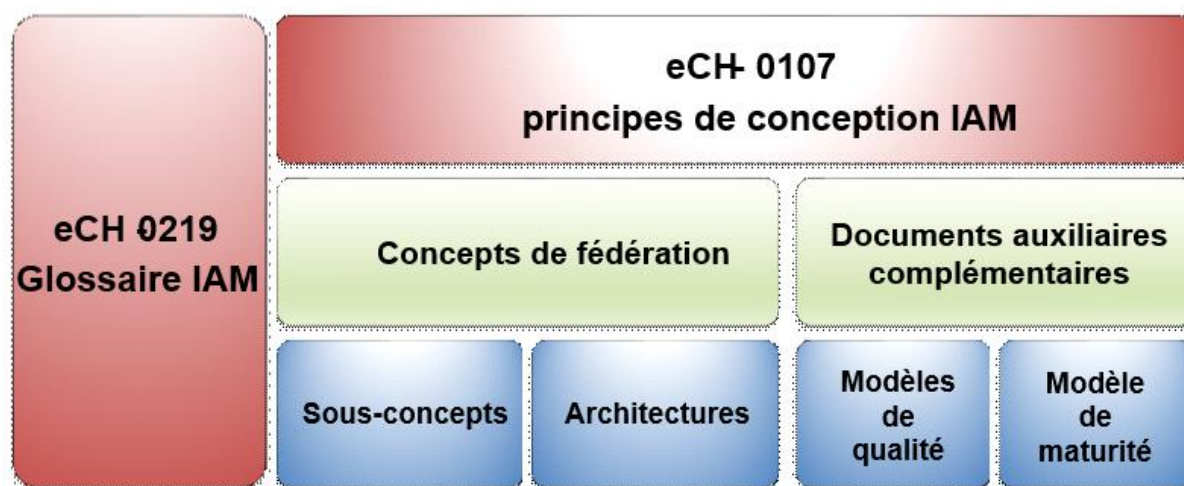 eCH-0219
Glossaire IAM
eCH- 0107
principes de conception IAM
Concepts de fédération
Documents auxiliaires
complémentaires
Sous-concepts
Architectures
Modèles
de
qualité
Modèle
de
maturité